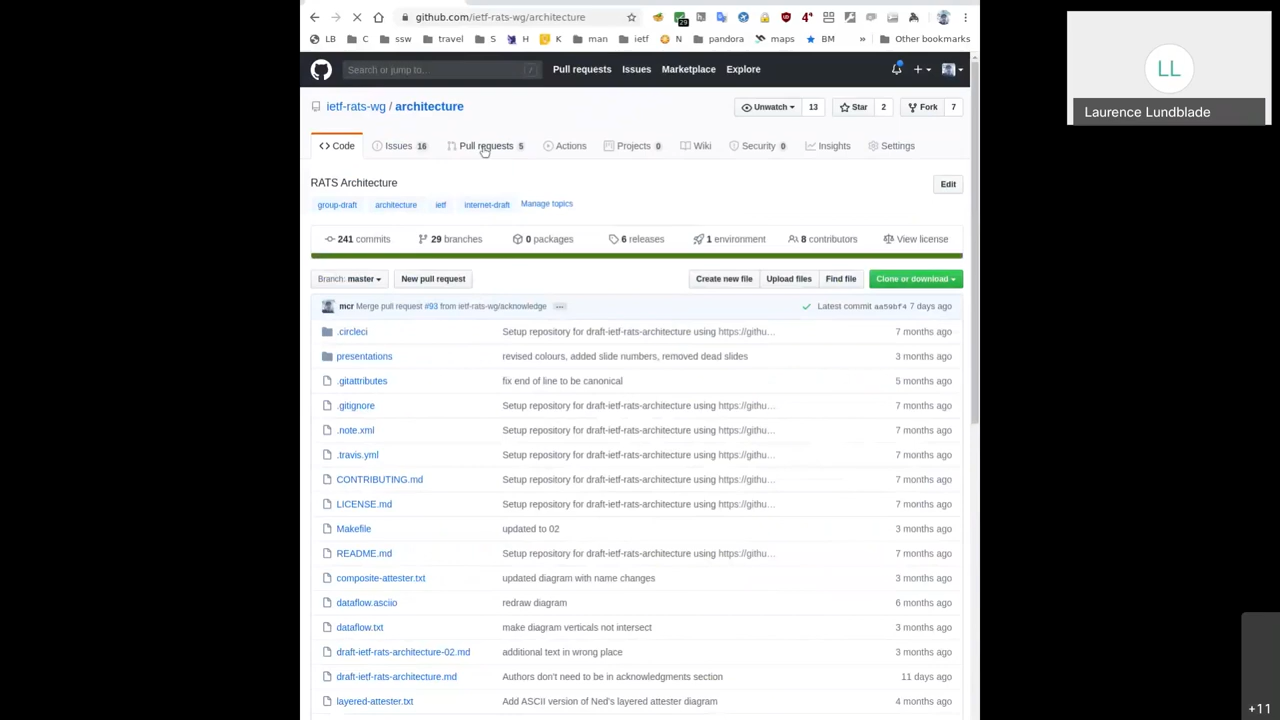 github.com/ietf-rats-wg/architecture
29
4
LB C ssw travel S H K man ietf N pandora maps BM » Other bookmarks
Search or jump to... /
Pull requests Issues Marketplace Explore
ietf-rats-wg / architecture
Unwatch 13 Star 2 Fork 7
Code Issues 16 Pull requests 5 Actions Projects 0 Wiki Security 0 Insights Settings
RATS Architecture Edit
group-draft architecture ietf internet-draft Manage topics
241 commits 29 branches 0 packages 6 releases 1 environment 8 contributors View license
Branch: master New pull request Create new file Upload files Find file Clone or download
mcr Merge pull request #93 from ietf-rats-wg/acknowledge ... Latest commit aa59bf4 7 days ago
.circleci Setup repository for draft-ietf-rats-architecture using https://githu… 7 months ago
presentations revised colours, added slide numbers, removed dead slides 3 months ago
.gitattributes fix end of line to be canonical 5 months ago
.gitignore Setup repository for draft-ietf-rats-architecture using https://githu… 7 months ago
.note.xml Setup repository for draft-ietf-rats-architecture using https://githu… 7 months ago
.travis.yml Setup repository for draft-ietf-rats-architecture using https://githu… 7 months ago
CONTRIBUTING.md Setup repository for draft-ietf-rats-architecture using https://githu… 7 months ago
LICENSE.md Setup repository for draft-ietf-rats-architecture using https://githu… 7 months ago
Makefile updated to 02 3 months ago
README.md Setup repository for draft-ietf-rats-architecture using https://githu… 7 months ago
composite-attester.txt updated diagram with name changes 3 months ago
dataflow.asciio redraw diagram 6 months ago
dataflow.txt make diagram verticals not intersect 3 months ago
draft-ietf-rats-architecture-02.md additional text in wrong place 3 months ago
draft-ietf-rats-architecture.md Authors don't need to be in acknowledgments section 11 days ago
layered-attester.txt Add ASCII version of Ned's layered attester diagram 4 months ago
LL
Laurence Lundblade
+11